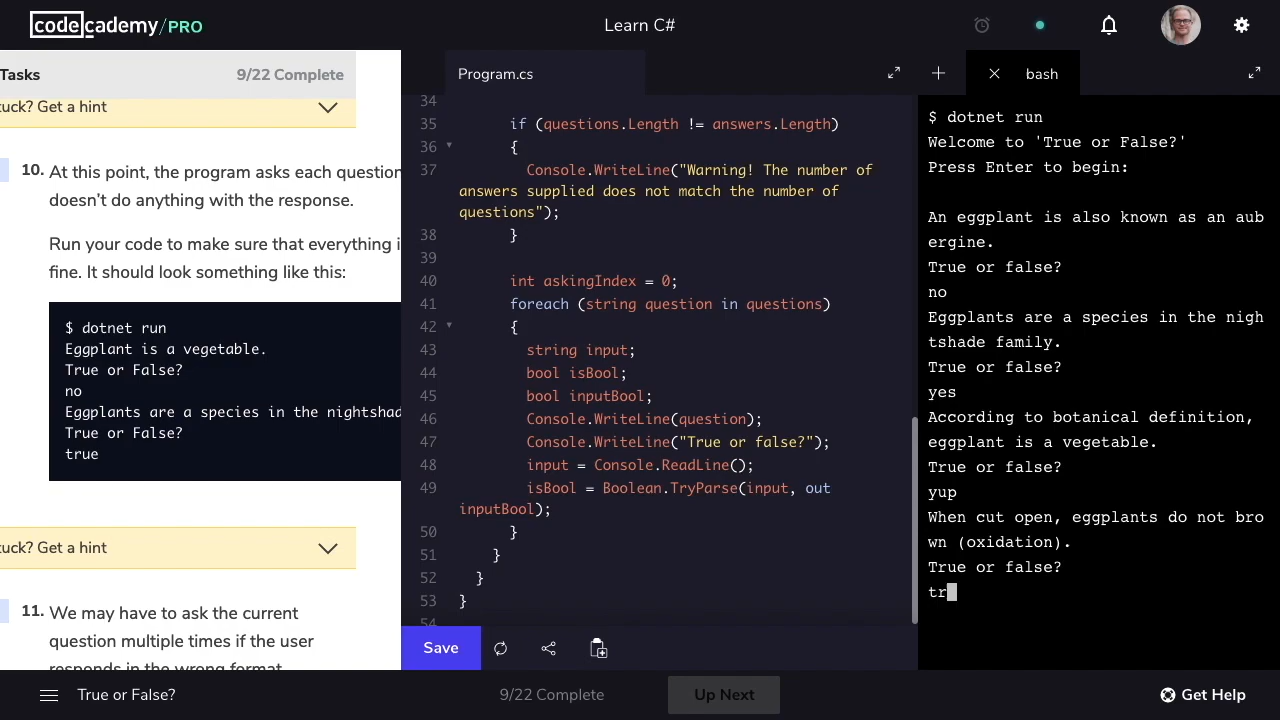 codecademy/PRO
Learn C#
Tasks
9/22 Complete
Program.cs
bash
tuck? Get a hint
10. At this point, the program asks each question
doesn't do anything with the response.
Run your code to make sure that everything i
fine. It should look something like this:
$ dotnet run
Eggplant is a vegetable.
True or False?
no
Eggplants are a species in the nightshad
True or False?
true
tuck? Get a hint
11. We may have to ask the current
question multiple times if the user
responds in the wrong format.
34
35 if (questions.Length != answers.Length)
36 {
37 Console.WriteLine("Warning! The number of
answers supplied does not match the number of
questions");
38 }
39
40 int askingIndex = 0;
41 foreach (string question in questions)
42 {
43 string input;
44 bool isBool;
45 bool inputBool;
46 Console.WriteLine(question);
47 Console.WriteLine("True or false?");
48 input = Console.ReadLine();
49 isBool = Boolean.TryParse(input, out
inputBool);
50 }
51 }
52 }
53 }
54
$ dotnet run
Welcome to 'True or False?'
Press Enter to begin:
An eggplant is also known as an aub
ergine.
True or false?
no
Eggplants are a species in the nigh
tshade family.
True or false?
yes
According to botanical definition,
eggplant is a vegetable.
True or false?
yup
When cut open, eggplants do not bro
wn (oxidation).
True or false?
tr
Save
True or False?
9/22 Complete
Up Next
Get Help